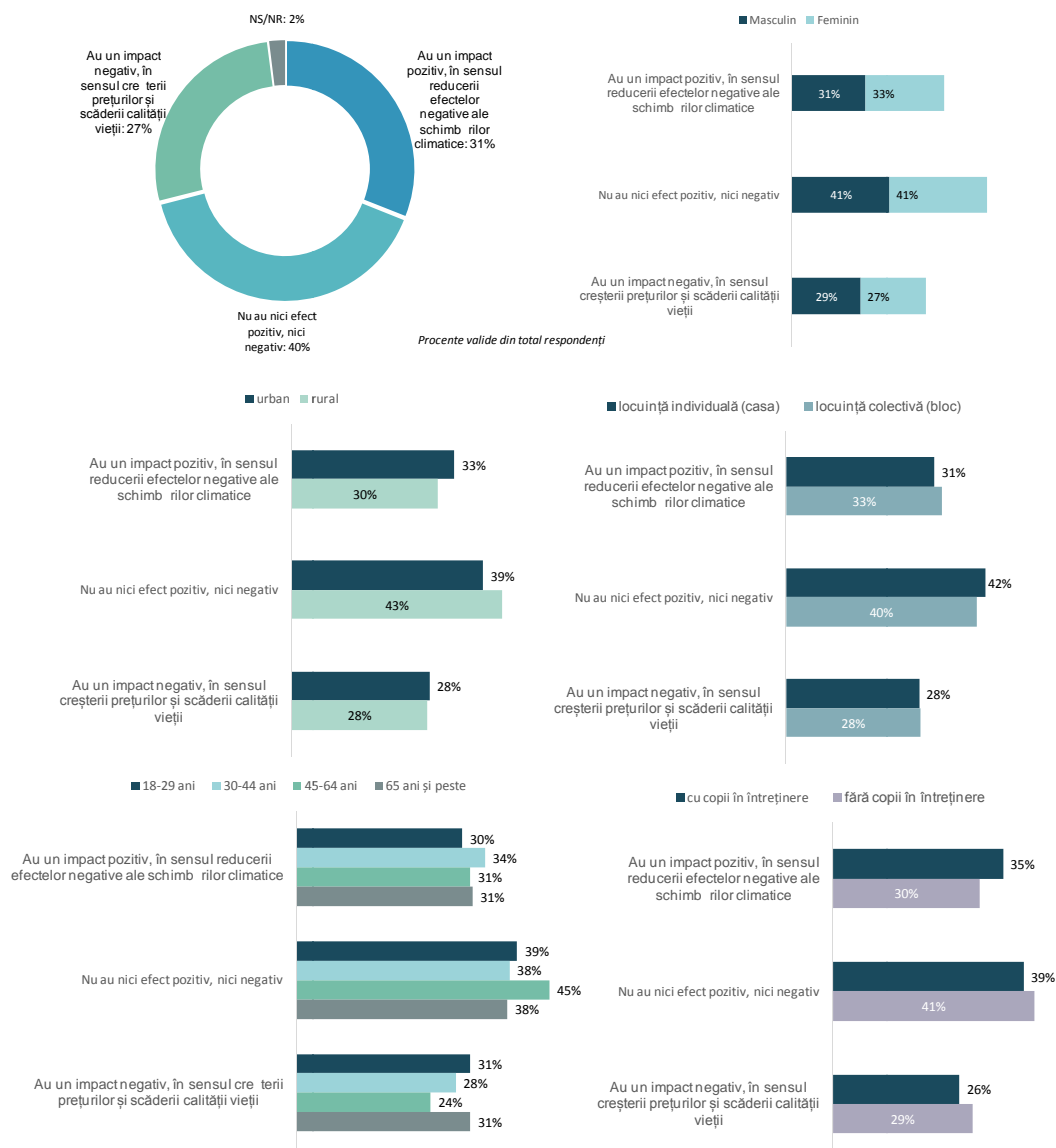 NS/NR: 2%
Au un impact
negativ, în
sensul cre terii
prețurilor și
scăderii calității
vieții: 27%
Au un impact
pozitiv, în sensul
reducerii
efectelor
negative ale
schimb rilor
climatice: 31%
Nu au nici efect
pozitiv, nici
negativ: 40%
Procente valide din total respondenți
Masculin Feminin
Au un impact pozitiv, în sensul
reducerii efectelor negative ale
schimb rilor climatice
31% 33%
Nu au nici efect pozitiv, nici negativ
41% 41%
Au un impact negativ, în sensul
creșterii prețurilor și scăderii calității
vieții
29% 27%
urban rural
Au un impact pozitiv, în sensul
reducerii efectelor negative ale
schimb rilor climatice
33%
30%
Nu au nici efect pozitiv, nici negativ
39%
43%
Au un impact negativ, în sensul
creșterii prețurilor și scăderii calității
vieții
28%
28%
locuință individuală (casa) locuință colectivă (bloc)
Au un impact pozitiv, în sensul
reducerii efectelor negative ale
schimb rilor climatice
31%
33%
Nu au nici efect pozitiv, nici negativ
42%
40%
Au un impact negativ, în sensul
creșterii prețurilor și scăderii calității
vieții
28%
28%
18-29 ani 30-44 ani 45-64 ani 65 ani și peste
Au un impact pozitiv, în sensul reducerii
efectelor negative ale schimb rilor climatice
30%
34%
31%
31%
Nu au nici efect pozitiv, nici negativ
39%
38%
45%
38%
Au un impact negativ, în sensul cre terii
prețurilor și scăderii calității vieții
31%
28%
24%
31%
cu copii în întreținere fără copii în întreținere
Au un impact pozitiv, în sensul
reducerii efectelor negative ale
schimb rilor climatice
35%
30%
Nu au nici efect pozitiv, nici negativ
39%
41%
Au un impact negativ, în sensul
creșterii prețurilor și scăderii calității
vieții
26%
29%